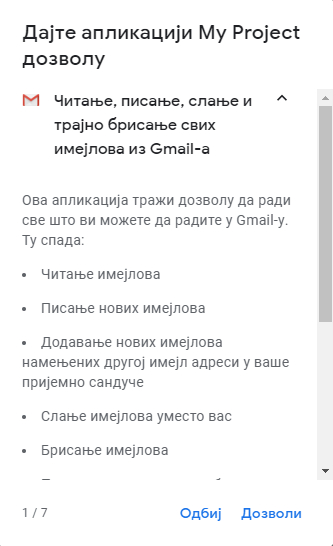 Дајте апликацији My Project
дозволу
Читање, писање, слање и
трајно брисање свих
имејлова из Gmail-а
Ова апликација тражи дозволу да ради
све што ви можете да радите у Gmail-у.
Ту спада:
• Читање имејлова
• Писање нових имејлова
• Додавање нових имејлова
намењених другој имејл адреси у ваше
пријемно сандуче
• Слање имејлова уместо вас
• Брисање имејлова
1 / 7
Одбиј Дозволи